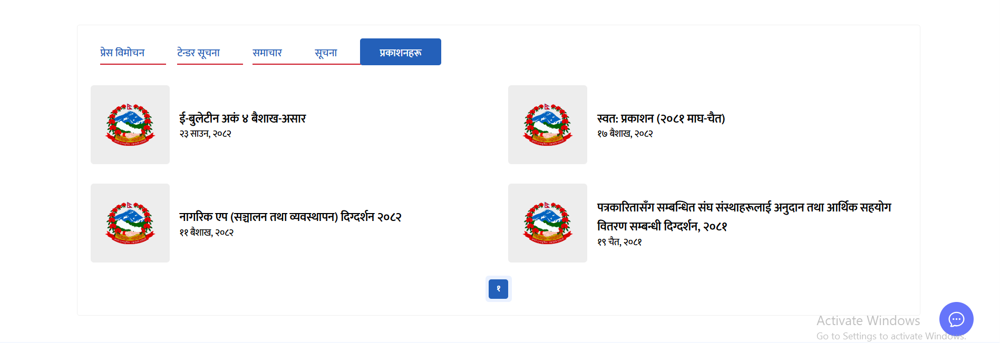 प्रेस विमोचन
टेन्डर सूचना
समाचार
सूचना
प्रकाशनहरू
ई-बुलेटीन अकं ४ बैशाख-असार
२३ साउन, २०८२
स्वत: प्रकाशन (२०८१ माघ-चैत)
१७ बैशाख, २०८२
नागरिक एप (सञ्चालन तथा व्यवस्थापन) दिग्दर्शन २०८२
११ बैशाख, २०८२
पत्रकारितासँग सम्बन्धित संघ संस्थाहरूलाई अनुदान तथा आर्थिक सहयोग
वितरण सम्बन्धी दिग्दर्शन, २०८१
१९ चैत, २०८१
१
Activate Windows
Go to Settings to activate Windows.